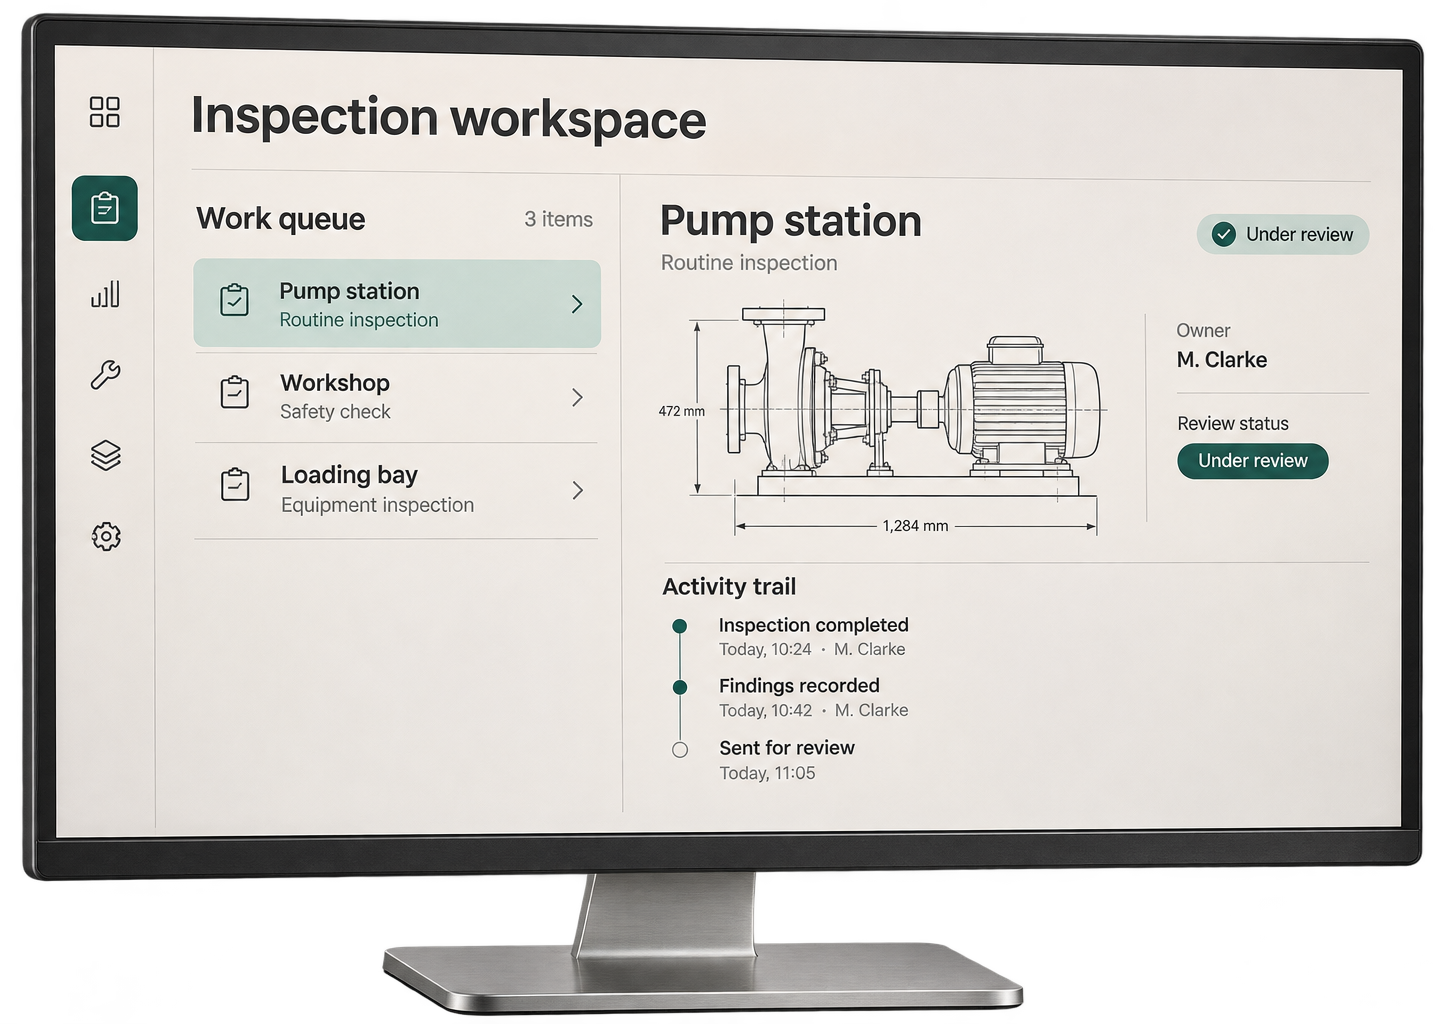 Inspection workspace
Work queue
3 items
Pump station
Routine inspection
Workshop
Safety check
Loading bay
Equipment inspection
Pump station
Routine inspection
Under review
472 mm
1,284 mm
Owner
M. Clarke
Review status
Under review
Activity trail
Inspection completed
Today, 10:24 · M. Clarke
Findings recorded
Today, 10:42 · M. Clarke
Sent for review
Today, 11:05